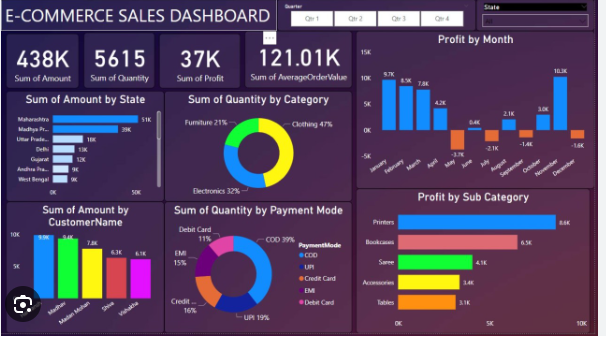 E-COMMERCE SALES DASHBOARD
Quarter
Qtr 1
Qtr 2
Qtr 3
Qtr 4
State
All
438K
Sum of Amount
5615
Sum of Quantity
37K
Sum of Profit
121.01K
Sum of AverageOrderValue
Profit by Month
15K
10K
5K
0K
-5K
9.7K
8.5K
7.8K
4.2K
-3.7K
0.4K
-2.1K
2.1K
-1.4K
3.0K
10.3K
-1.6K
January
February
March
April
May
June
July
August
September
October
November
December
Sum of Amount by State
Maharashtra
51K
Madhya Pr...
39K
Uttar Prade...
18K
Delhi
13K
Gujarat
12K
Andhra Pra...
9K
West Bengal
9K
0K
50K
Sum of Quantity by Category
Furniture 21%
Clothing 47%
Electronics 32%
Sum of Amount by
CustomerName
10K
5K
9.9K
9.4K
7.8K
6.3K
6.1K
Madhav
Madan Mohan
Shiva
Vishakha
Sum of Quantity by Payment Mode
Debit Card
11%
EMI
15%
Credit ...
16%
UPI 19%
COD 39%
PaymentMode
COD
UPI
Credit Card
EMI
Debit Card
Profit by Sub Category
Printers
8.6K
Bookcases
6.5K
Saree
4.1K
Accessories
3.4K
Tables
3.1K
0K
5K
10K